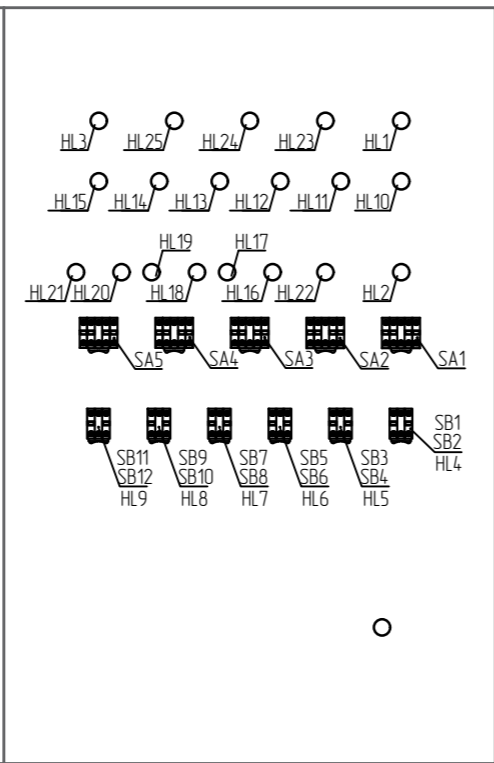 HL3 HL25 HL24 HL23 HL1
HL15 HL14 HL13 HL12 HL11 HL10
HL19 HL17
HL21 HL20 HL18 HL16 HL22 HL2
SA5 SA4 SA3 SA2 SA1
SB1
SB2
HL4
SB11 SB9 SB7 SB5 SB3
SB12 SB10 SB8 SB6 SB4
HL9 HL8 HL7 HL6 HL5